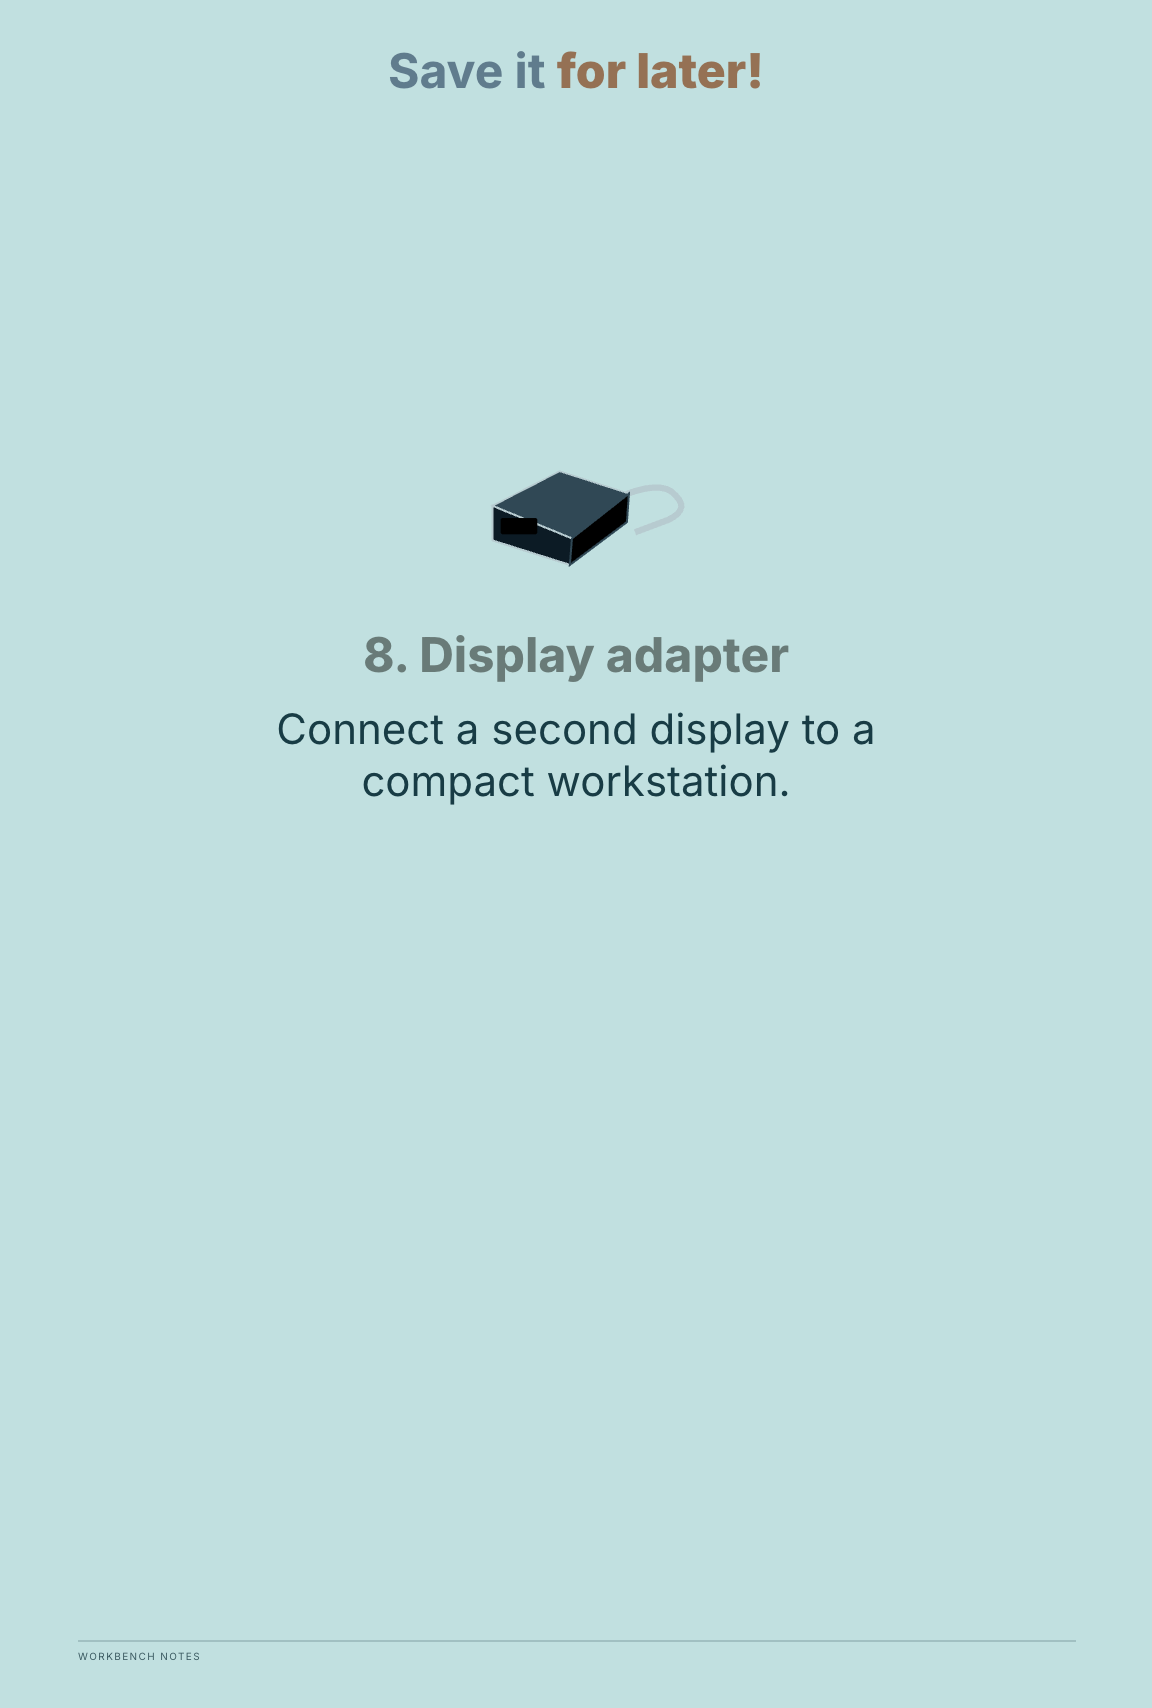 Save it for later!
8. Display adapter
Connect a second display to a
compact workstation.
WORKBENCH NOTES